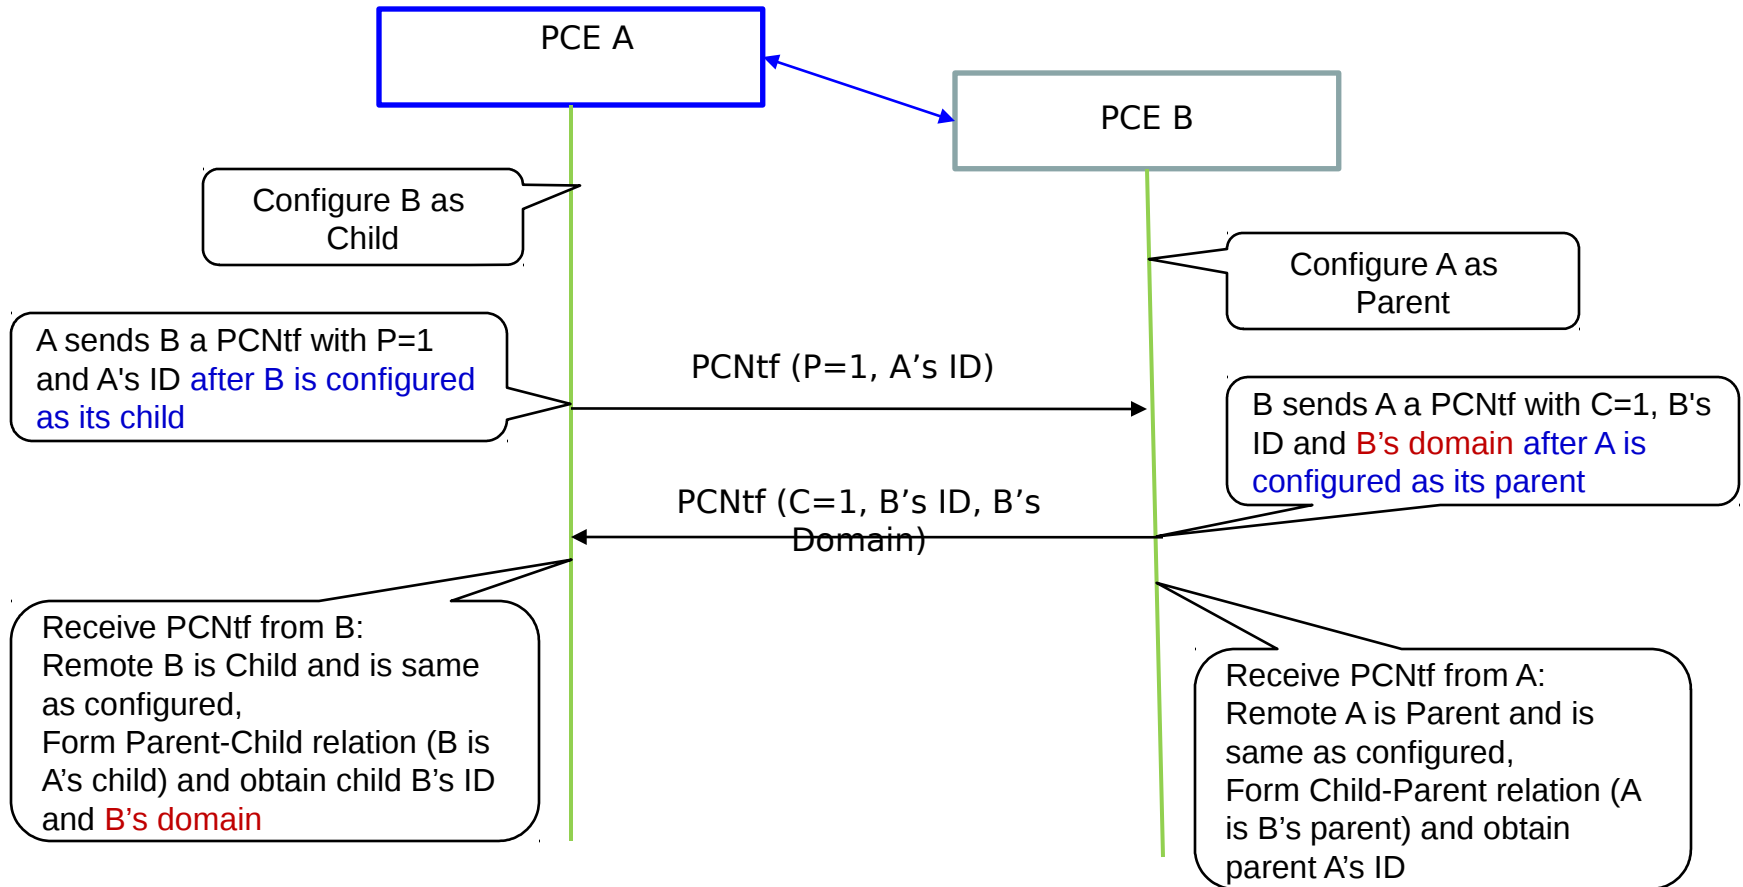 PCE A
PCE B
Configure B as
Child
Configure A as
Parent
A sends B a PCNtf with P=1
and A's ID after B is configured
as its child
PCNtf (P=1, A’s ID)
B sends A a PCNtf with C=1, B's
ID and B’s domain after A is
configured as its parent
PCNtf (C=1, B’s ID, B’s
Domain)
Receive PCNtf from B:
Remote B is Child and is same
as configured,
Form Parent-Child relation (B is
A’s child) and obtain child B’s ID
and B’s domain
Receive PCNtf from A:
Remote A is Parent and is
same as configured,
Form Child-Parent relation (A
is B’s parent) and obtain
parent A’s ID